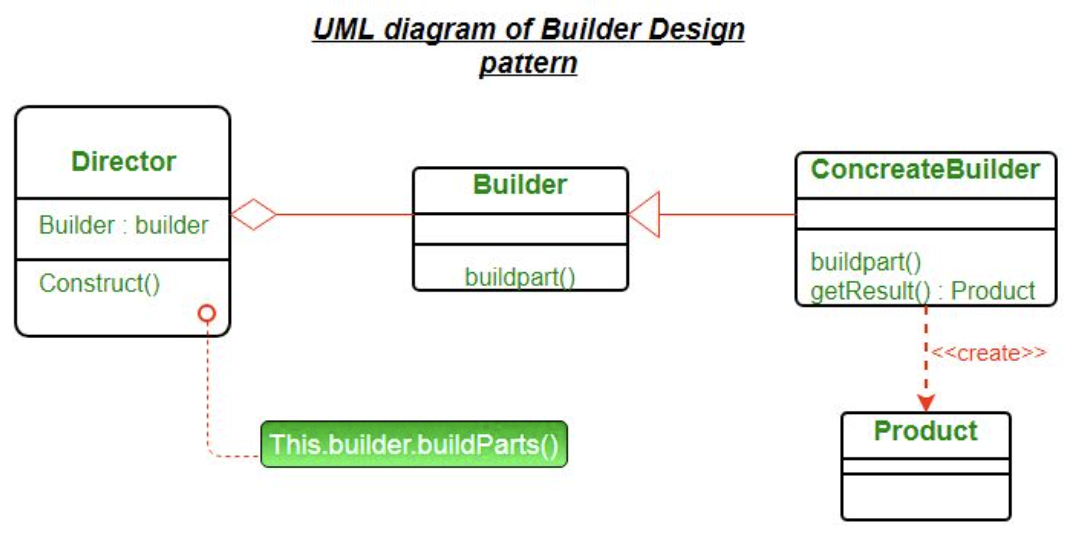 UML diagram of Builder Design
pattern
Director
Builder : builder
Construct()
Builder
buildpart()
ConcreateBuilder
buildpart()
getResult() : Product
<<create>>
Product
This.builder.buildParts()